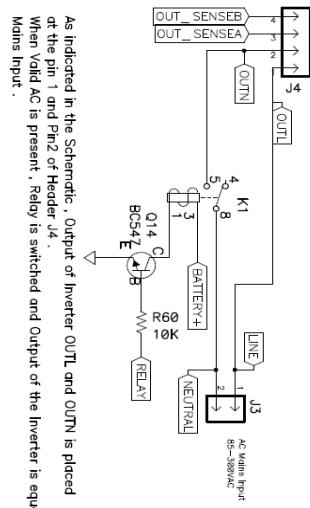 As indicated in the Schematic , Output of Inverter OUTL and OUTN is placed
at the pin 1 and Pin2 of Header J4 .
When Valid AC is present , Relay is switched and Output of the Inverter is equ
Mains Input .
OUT_SENSEB
OUT_SENSEA
4
3
2
1
J4
OUTN
OUTL
5
4
8
K1
1
3
Q14
BC547
C
B
E
BATTERY+
R60
10K
RELAY
LINE
NEUTRAL
2
1
J3
AC Mains Input
85-300VAC